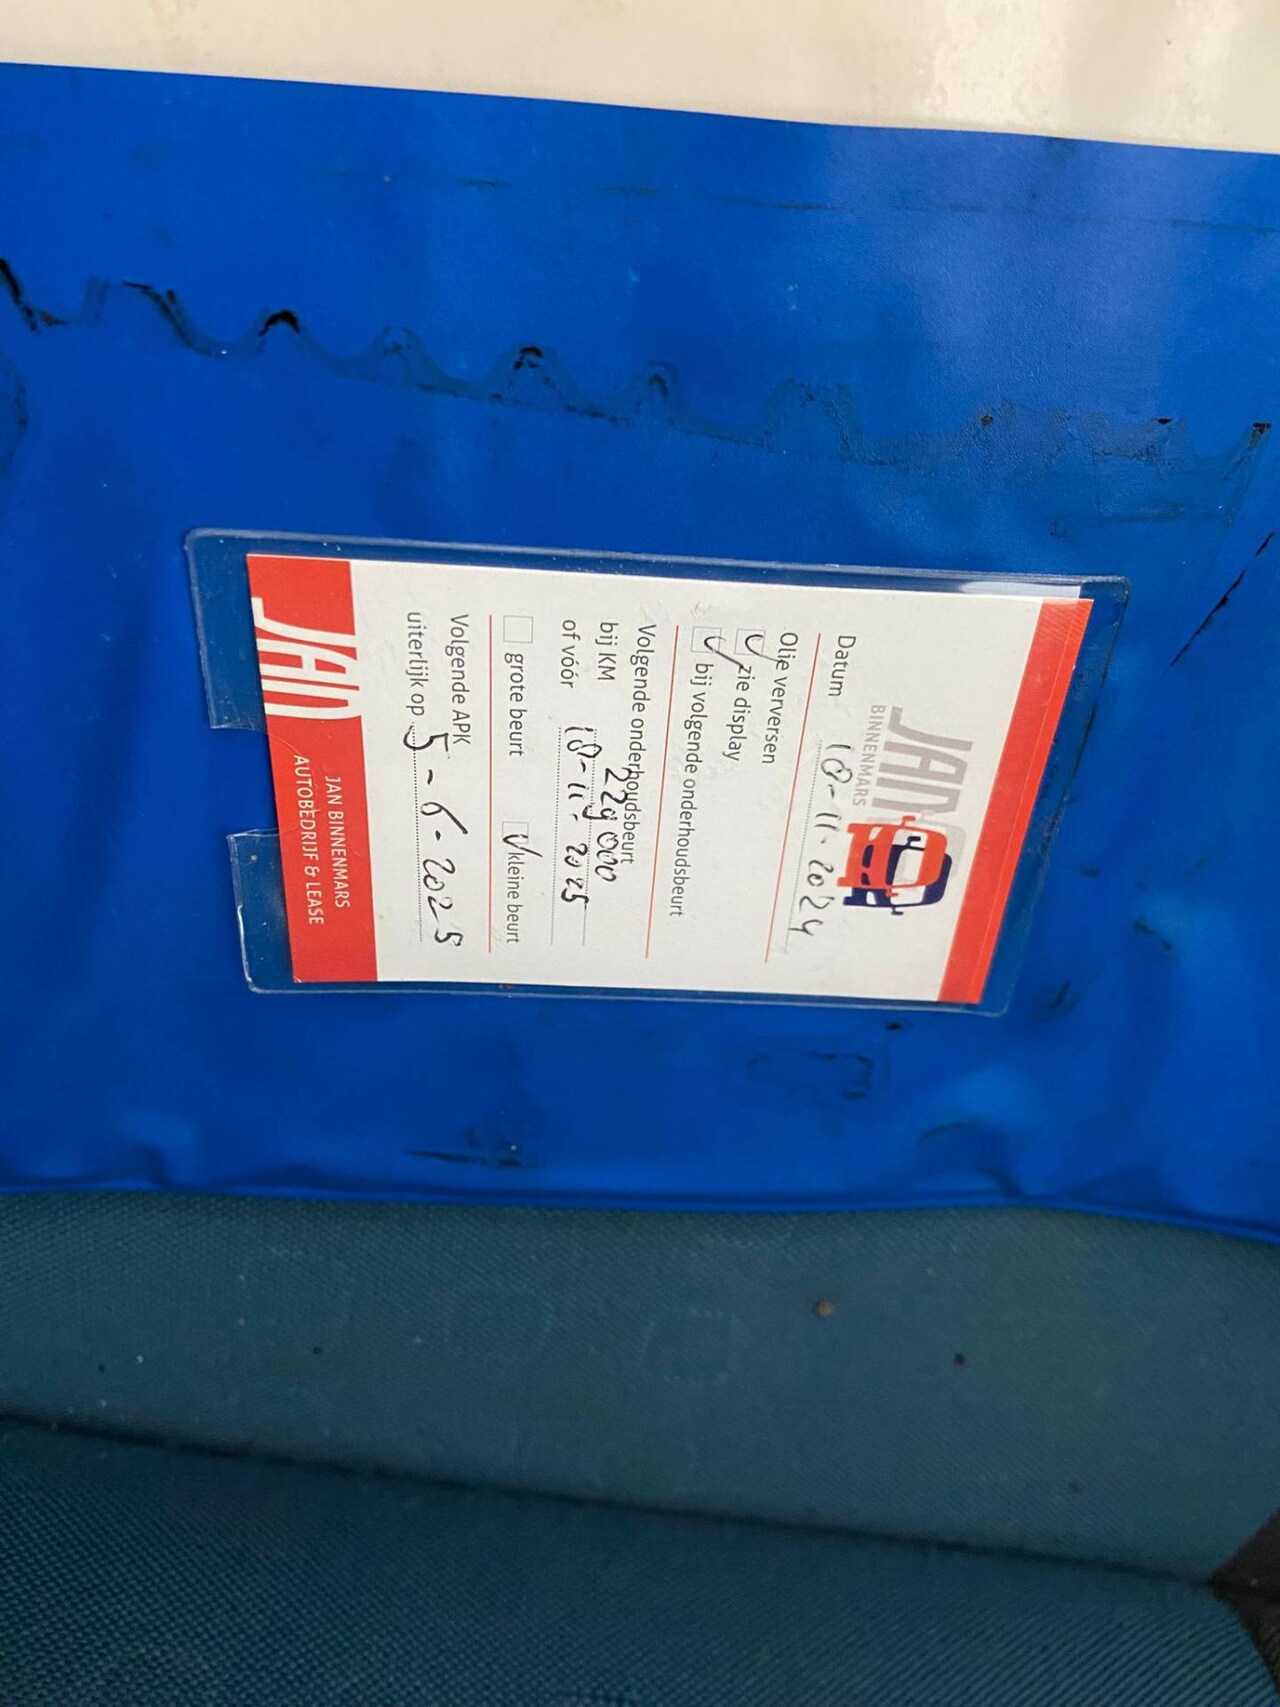 JAN
BINNENMARS
Datum 18-11-2024
Olie verversen
zie display
bij volgende onderhoudsbeurt
Volgende onderhoudsbeurt
bij KM 229000
of vóór 18-11-2025
grote beurt kleine beurt
Volgende APK
uiterlijk op 5-6-2025
JAN
JAN BINNENMARS
AUTOBEDRIJF & LEASE